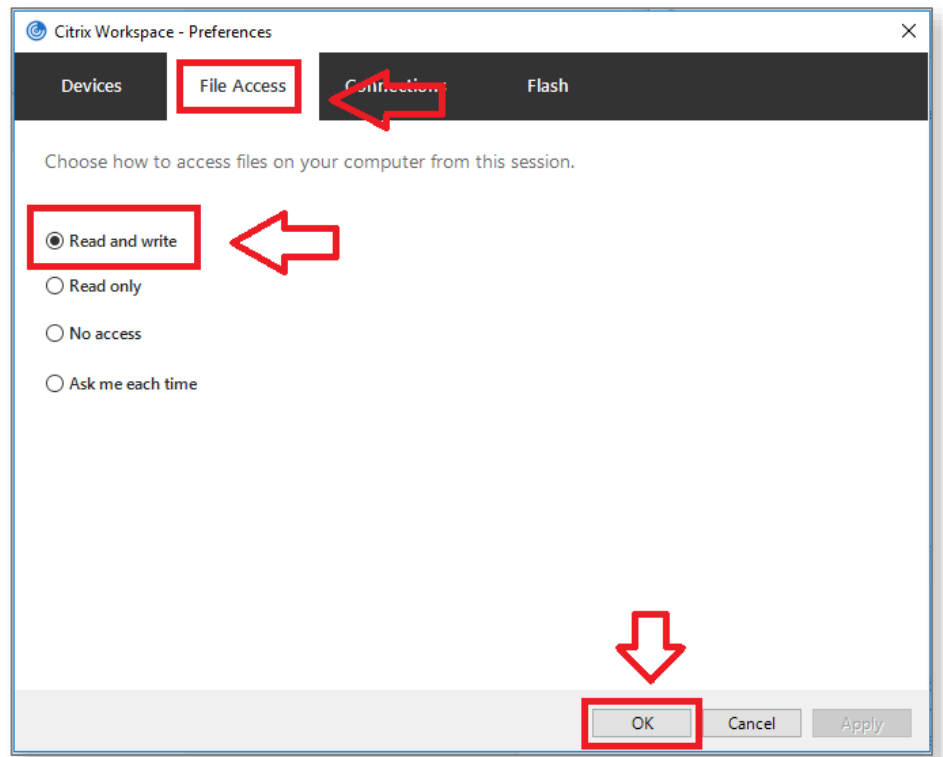 Citrix Workspace - Preferences
Devices File Access Connections Flash
Choose how to access files on your computer from this session.
Read and write
Read only
No access
Ask me each time
OK Cancel Apply